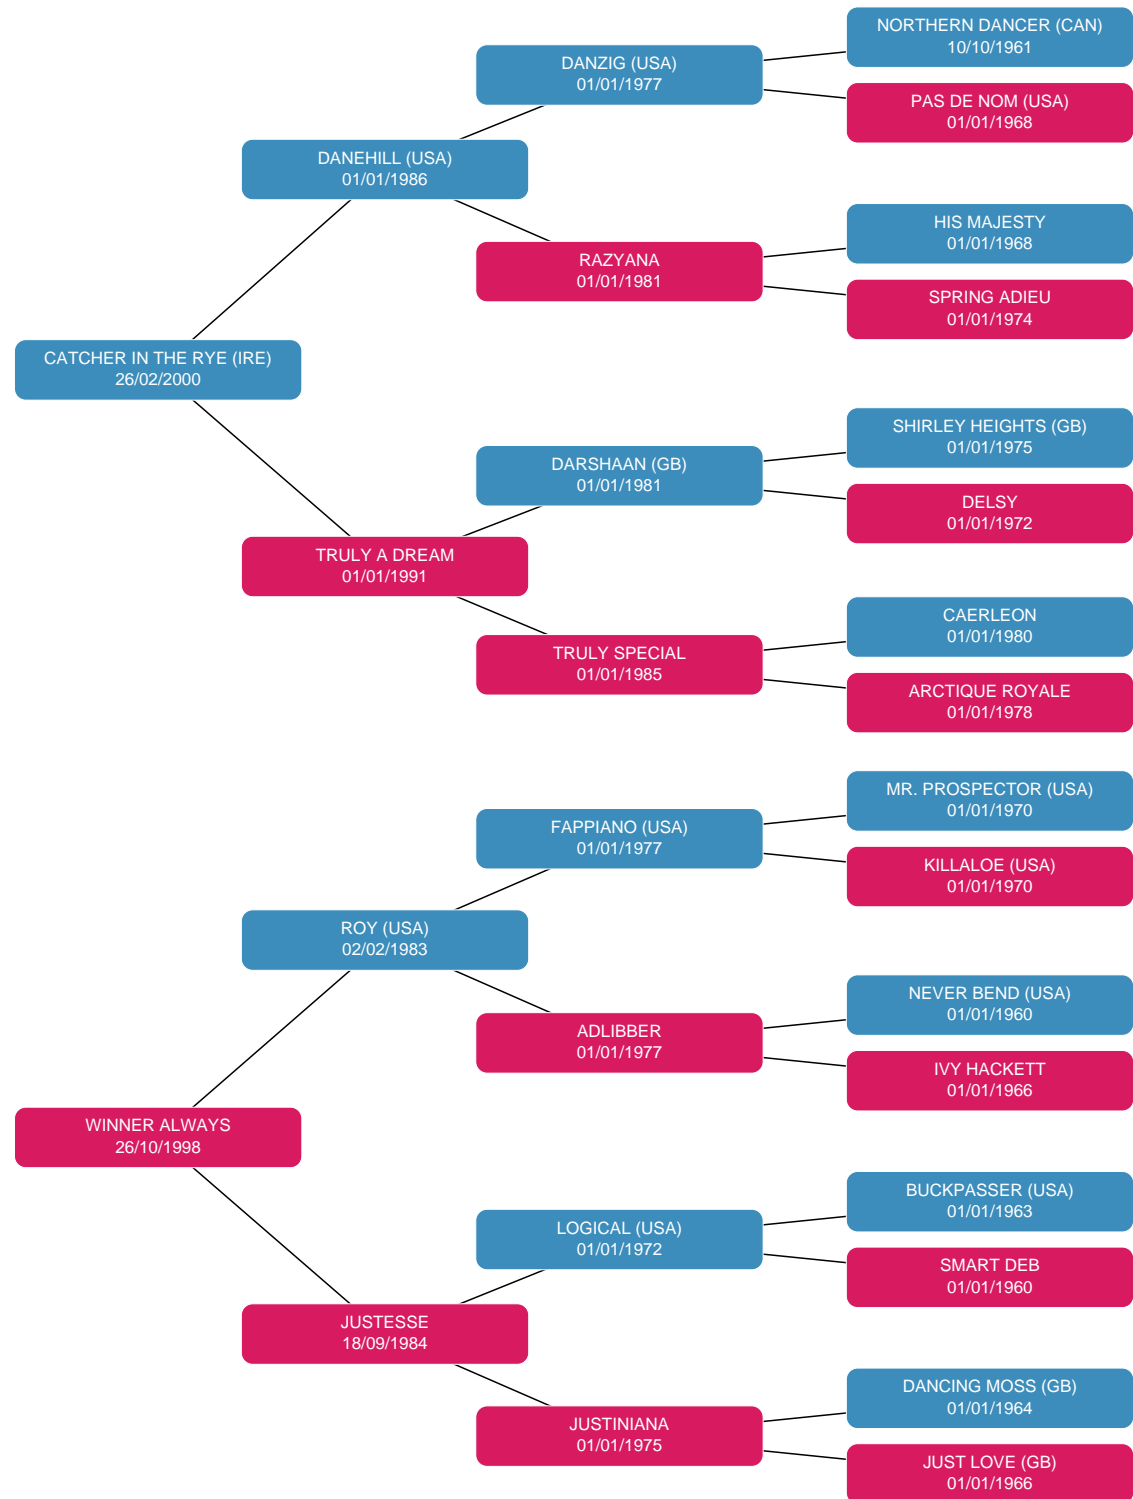 NORTHERN DANCER (CAN)
10/10/1961
DANZIG (USA)
01/01/1977
PAS DE NOM (USA)
01/01/1968
DANEHILL (USA)
01/01/1986
HIS MAJESTY
01/01/1968
RAZYANA
01/01/1981
SPRING ADIEU
01/01/1974
CATCHER IN THE RYE (IRE)
26/02/2000
SHIRLEY HEIGHTS (GB)
01/01/1975
DARSHAAN (GB)
01/01/1981
DELSY
01/01/1972
TRULY A DREAM
01/01/1991
CAERLEON
01/01/1980
TRULY SPECIAL
01/01/1985
ARCTIQUE ROYALE
01/01/1978
MR. PROSPECTOR (USA)
01/01/1970
FAPPIANO (USA)
01/01/1977
KILLALOE (USA)
01/01/1970
ROY (USA)
02/02/1983
NEVER BEND (USA)
01/01/1960
ADLIBBER
01/01/1977
IVY HACKETT
01/01/1966
WINNER ALWAYS
26/10/1998
BUCKPASSER (USA)
01/01/1963
LOGICAL (USA)
01/01/1972
SMART DEB
01/01/1960
JUSTESSE
18/09/1984
DANCING MOSS (GB)
01/01/1964
JUSTINIANA
01/01/1975
JUST LOVE (GB)
01/01/1966